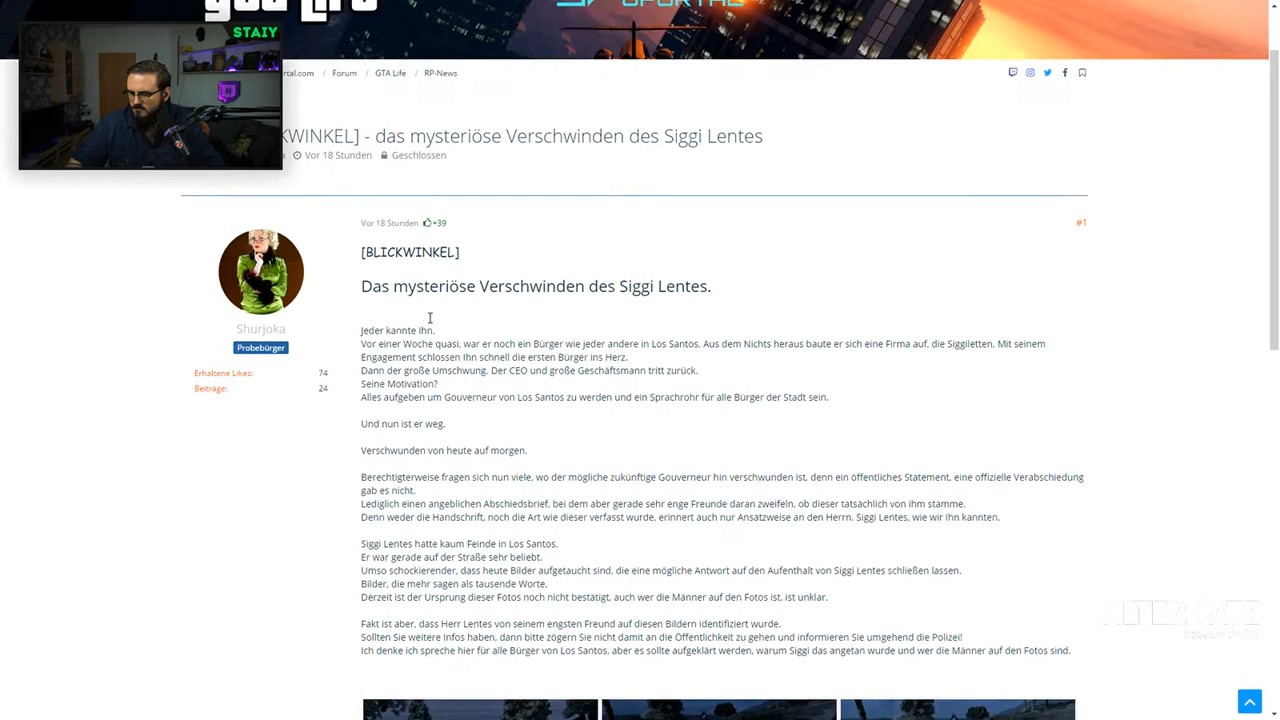 GTA LIFE
STAIY
rtal.com / Forum / GTA Life / RP-News
KWINKEL] - das mysteriöse Verschwinden des Siggi Lentes
Vor 18 Stunden Geschlossen
Vor 18 Stunden +39
#1
[BLICKWINKEL]
Das mysteriöse Verschwinden des Siggi Lentes.
Shurjoka
Probebürger
Erhaltene Likes: 74
Beiträge: 24
Jeder kannte Ihn.
Vor einer Woche quasi, war er noch ein Bürger wie jeder andere in Los Santos. Aus dem Nichts heraus baute er sich eine Firma auf, die Siggiletten. Mit seinem
Engagement schlossen Ihn schnell die ersten Bürger ins Herz.
Dann der große Umschwung. Der CEO und große Geschäftsmann tritt zurück.
Seine Motivation?
Alles aufgeben um Gouverneur von Los Santos zu werden und ein Sprachrohr für alle Bürger der Stadt sein.
Und nun ist er weg.
Verschwunden von heute auf morgen.
Berechtigterweise fragen sich nun viele, wo der mögliche zukünftige Gouverneur hin verschwunden ist, denn ein öffentliches Statement, eine offizielle Verabschiedung
gab es nicht.
Lediglich einen angeblichen Abschiedsbrief, bei dem aber gerade sehr enge Freunde daran zweifeln, ob dieser tatsächlich von ihm stamme.
Denn weder die Handschrift, noch die Art wie dieser verfasst wurde, erinnert auch nur Ansatzweise an den Herrn. Siggi Lentes, wie wir Ihn kannten.
Siggi Lentes hatte kaum Feinde in Los Santos.
Er war gerade auf der Straße sehr beliebt.
Umso schockierender, dass heute Bilder aufgetaucht sind, die eine mögliche Antwort auf den Aufenthalt von Siggi Lentes schließen lassen.
Bilder, die mehr sagen als tausende Worte.
Derzeit ist der Ursprung dieser Fotos noch nicht bestätigt, auch wer die Männer auf den Fotos ist, ist unklar.
Fakt ist aber, dass Herr Lentes von seinem engsten Freund auf diesen Bildern identifiziert wurde.
Sollten Sie weitere Infos haben, dann bitte zögern Sie nicht damit an die Öffentlichkeit zu gehen und informieren Sie umgehend die Polizei!
Ich denke ich spreche hier für alle Bürger von Los Santos, aber es sollte aufgeklärt werden, warum Siggi das angetan wurde und wer die Männer auf den Fotos sind.